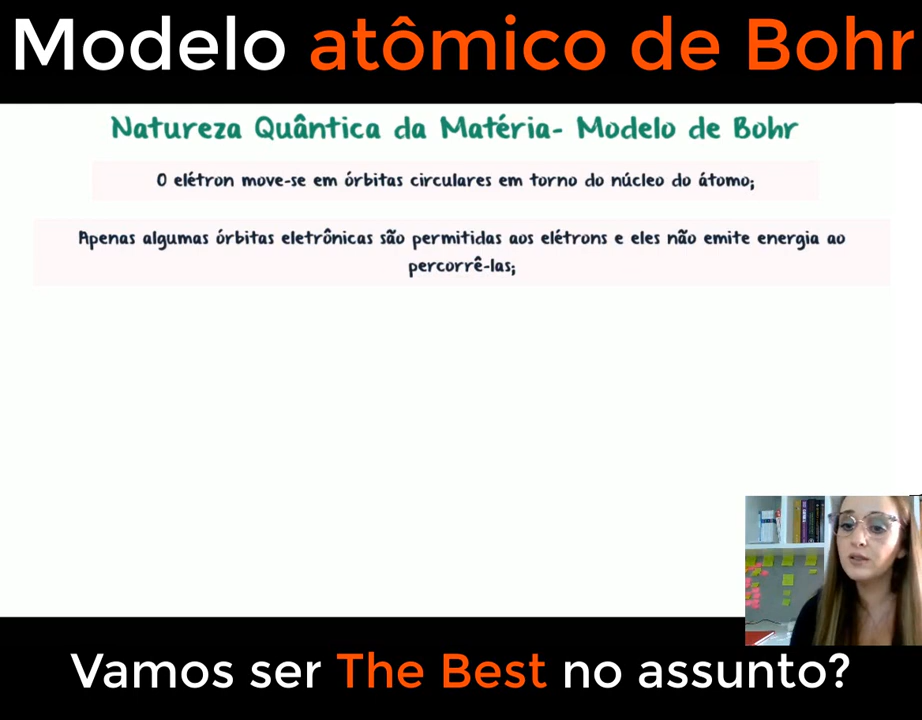 Modelo atômico de Bohr
Natureza Quântica da Matéria- Modelo de Bohr
O elétron move-se em órbitas circulares em torno do núcleo do átomo;
Apenas algumas órbitas eletrônicas são permitidas aos elétrons e eles não emite energia ao
percorrê-las;
Vamos ser The Best no assunto?